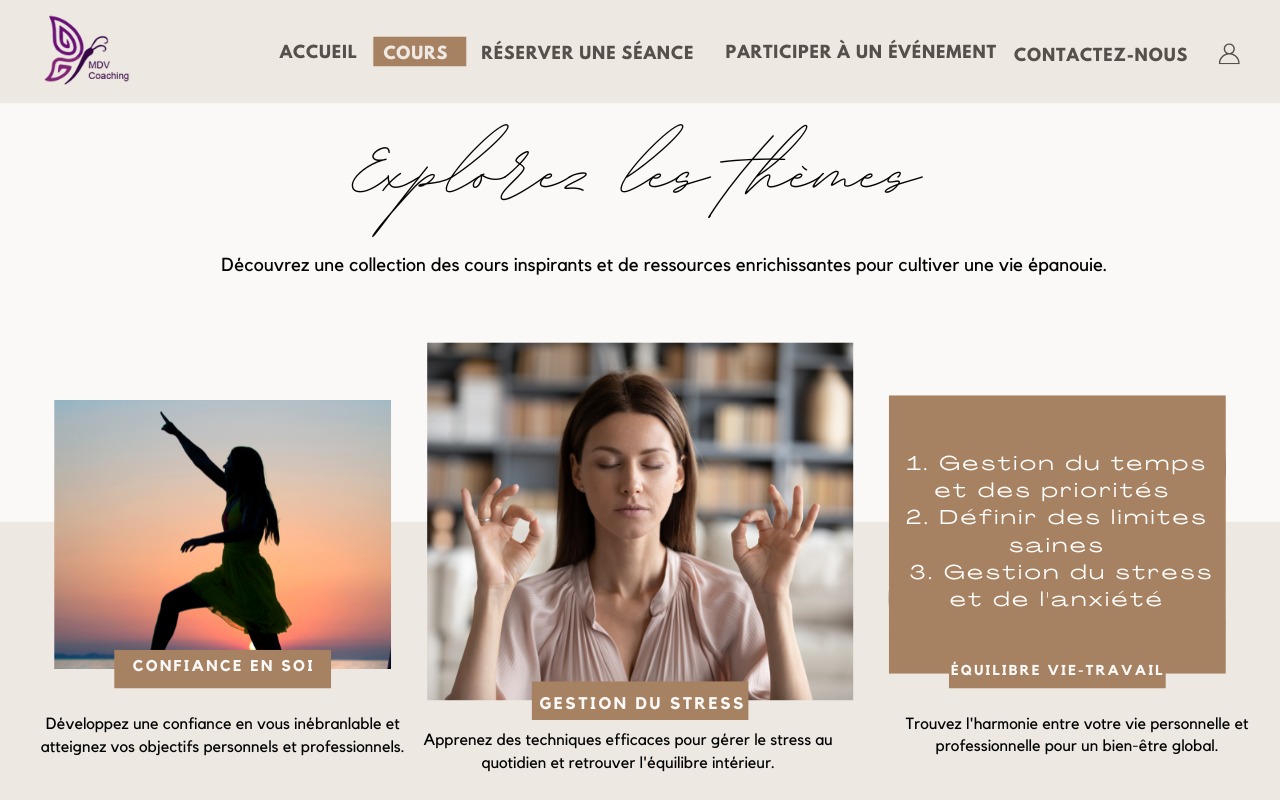 MDV
Coaching
ACCUEIL
COURS
RÉSERVER UNE SÉANCE
PARTICIPER À UN ÉVÉNEMENT
CONTACTEZ-NOUS
Explorez les thèmes
Découvrez une collection des cours inspirants et de ressources enrichissantes pour cultiver une vie épanouie.
CONFIANCE EN SOI
Développez une confiance en vous inébranlable et
atteignez vos objectifs personnels et professionnels.
GESTION DU STRESS
Apprenez des techniques efficaces pour gérer le stress au
quotidien et retrouver l'équilibre intérieur.
1. Gestion du temps
et des priorités
2. Définir des limites
saines
3. Gestion du stress
et de l'anxiété
ÉQUILIBRE VIE-TRAVAIL
Trouvez l'harmonie entre votre vie personnelle et
professionnelle pour un bien-être global.